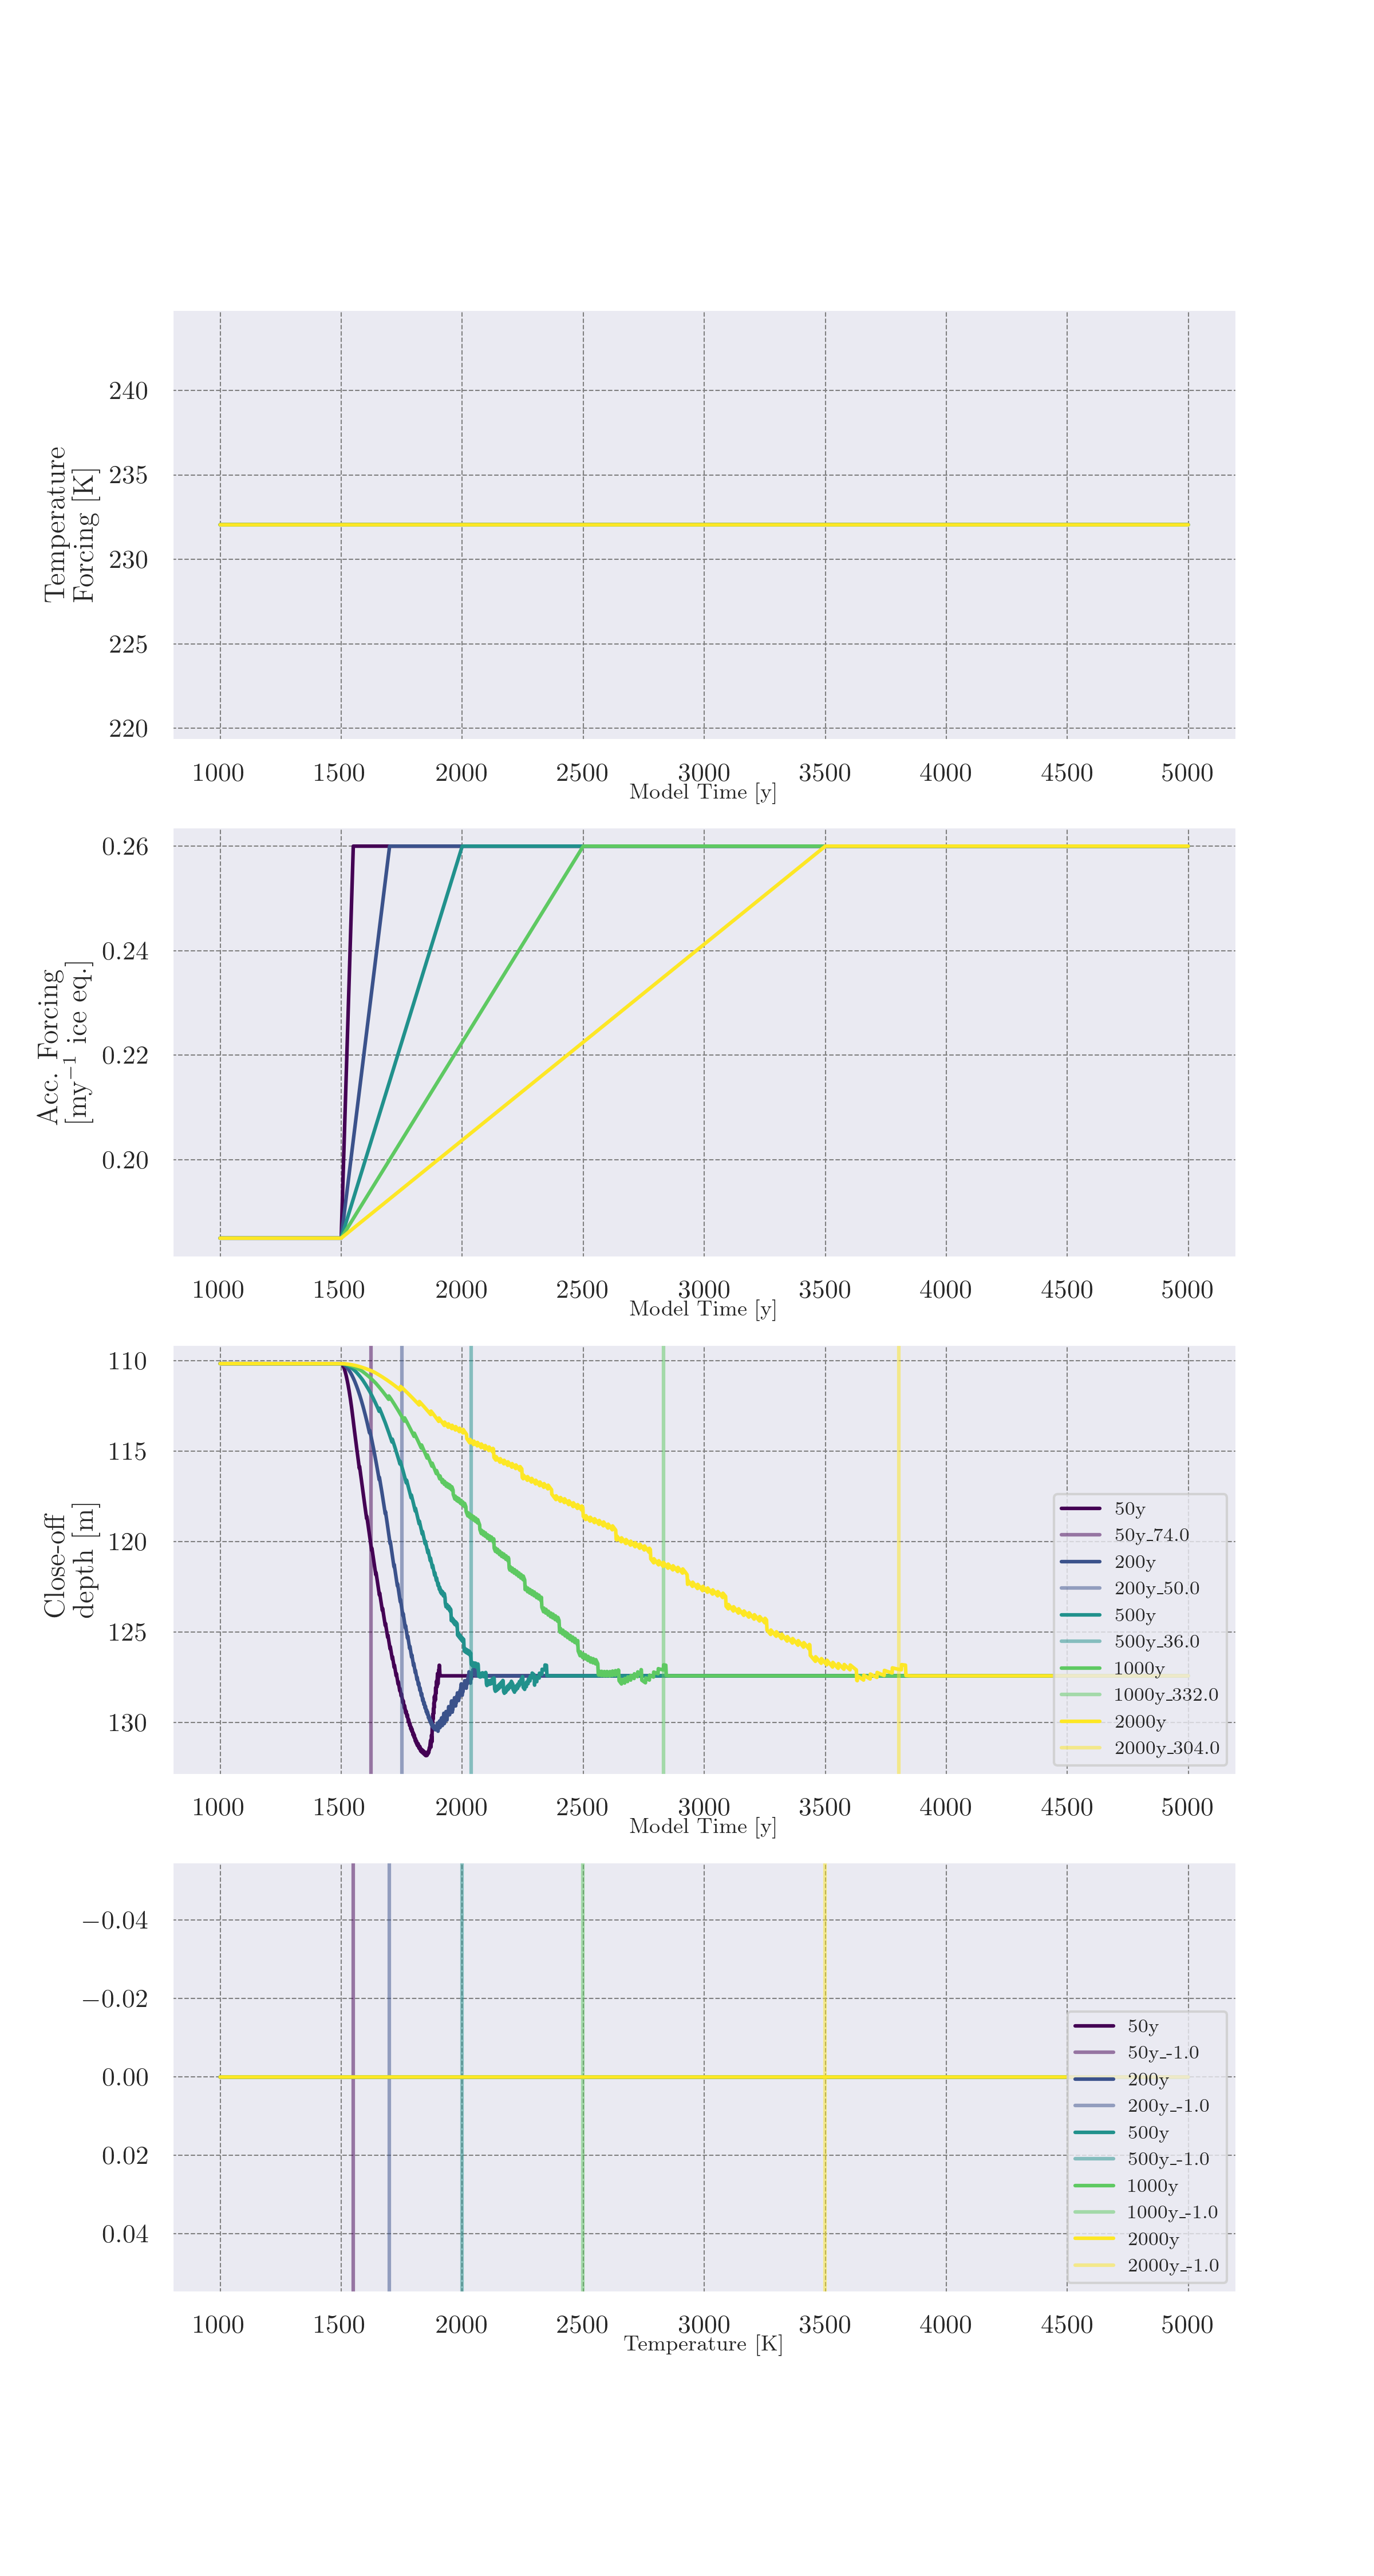 Temperature
Forcing [K]
240
235
230
225
220
1000 1500 2000 2500 3000 3500 4000 4500 5000
Model Time [y]
Acc. Forcing
[my⁻¹ ice eq.]
0.26
0.24
0.22
0.20
1000 1500 2000 2500 3000 3500 4000 4500 5000
Model Time [y]
Close-off
depth [m]
110
115
120
125
130
50y
50y_74.0
200y
200y_50.0
500y
500y_36.0
1000y
1000y_332.0
2000y
2000y_304.0
1000 1500 2000 2500 3000 3500 4000 4500 5000
Model Time [y]
−0.04
−0.02
0.00
0.02
0.04
50y
50y_-1.0
200y
200y_-1.0
500y
500y_-1.0
1000y
1000y_-1.0
2000y
2000y_-1.0
1000 1500 2000 2500 3000 3500 4000 4500 5000
Temperature [K]